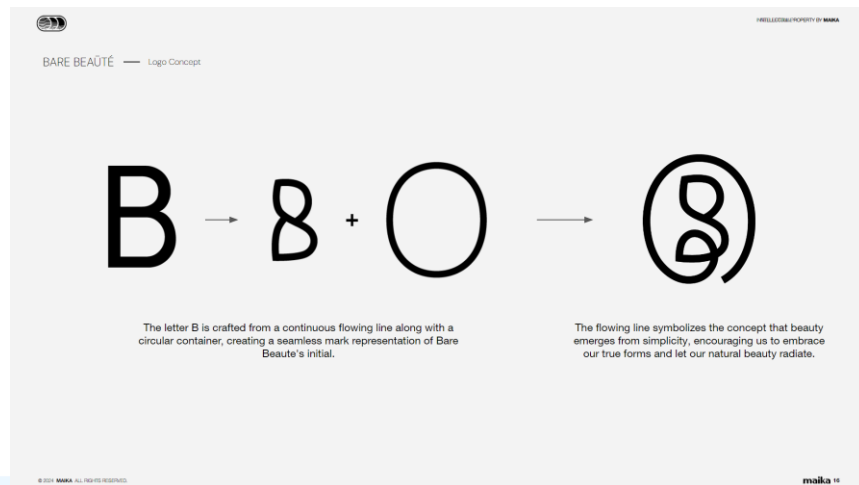 INTELLECTUAL PROPERTY BY MAIKA
BARE BEAŪTÉ — Logo Concept
B
+
The letter B is crafted from a continuous flowing line along with a
circular container, creating a seamless mark representation of Bare
Beaute's initial.
The flowing line symbolizes the concept that beauty
emerges from simplicity, encouraging us to embrace
our true forms and let our natural beauty radiate.
© 2024 MAIKA ALL RIGHTS RESERVED.
maika 16